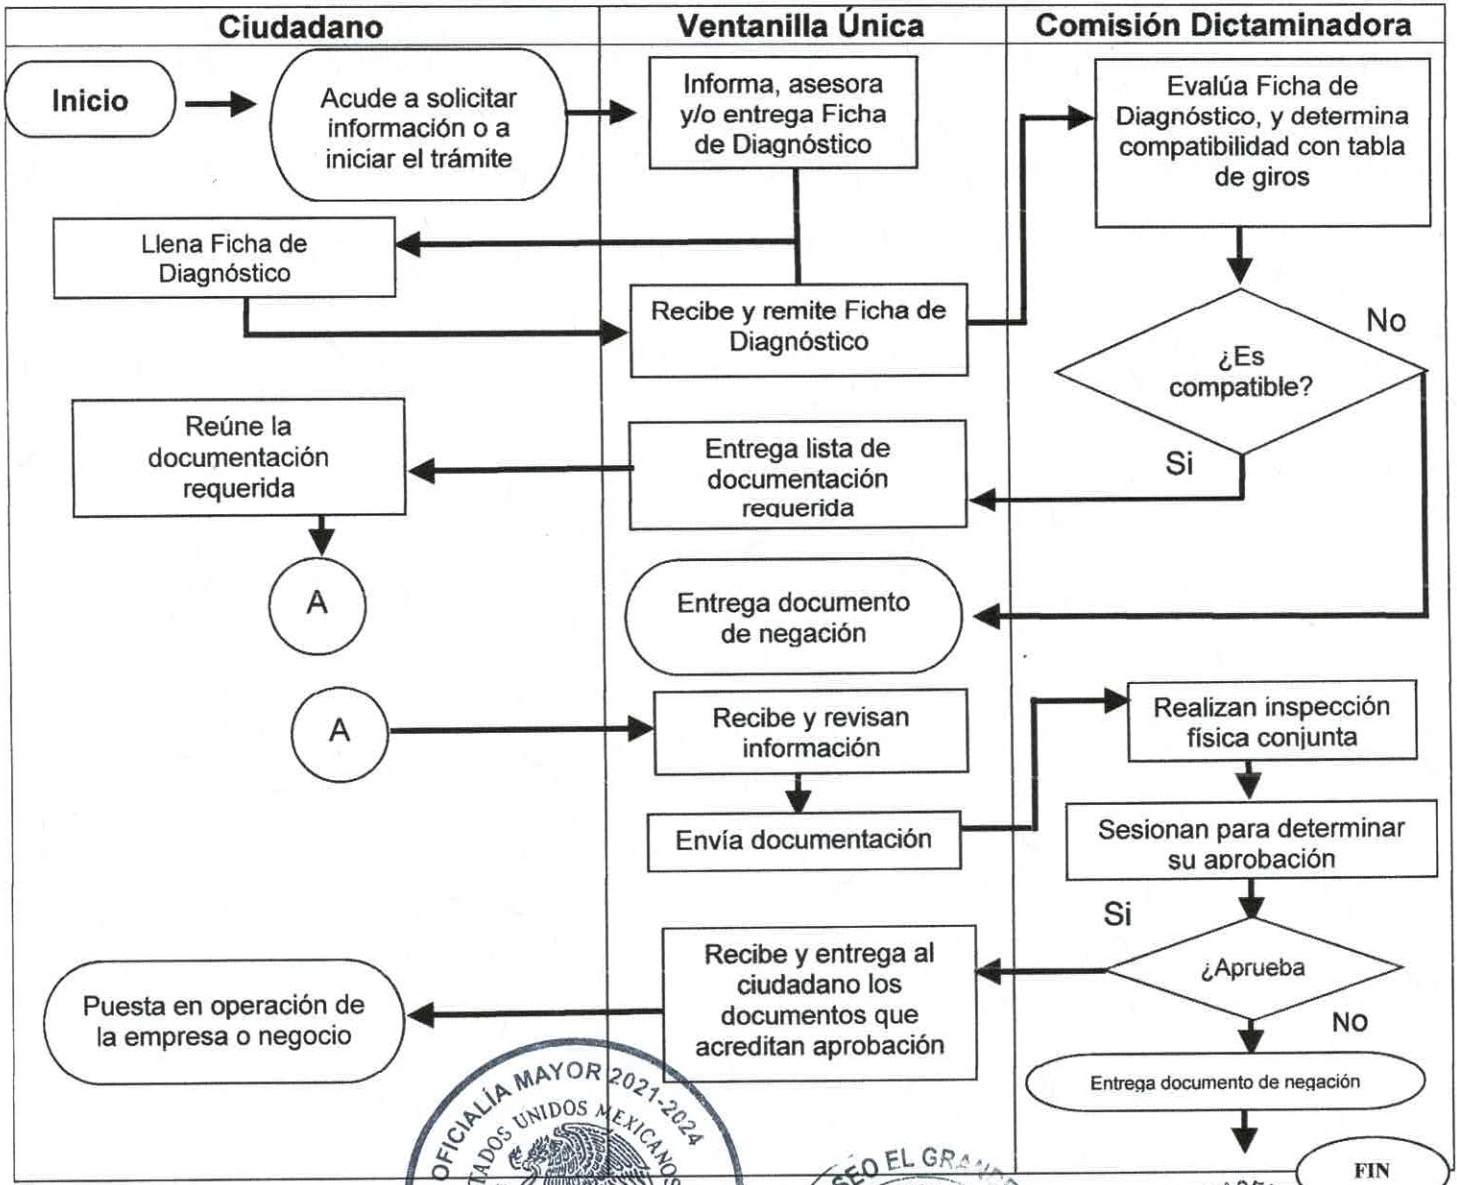 Ciudadano
Ventanilla Única
Comisión Dictaminadora
Inicio
Acude a solicitar
información o a
iniciar el trámite
Informa, asesora
y/o entrega Ficha
de Diagnóstico
Evalúa Ficha de
Diagnóstico, y determina
compatibilidad con tabla
de giros
Llena Ficha de
Diagnóstico
Recibe y remite Ficha de
Diagnóstico
¿Es
compatible?
No
Si
Entrega lista de
documentación
requerida
Reúne la
documentación
requerida
A
Entrega documento
de negación
A
Recibe y revisan
información
Envía documentación
Realizan inspección
física conjunta
Sesionan para determinar
su aprobación
Si
¿Aprueba
No
Recibe y entrega al
ciudadano los
documentos que
acreditan aprobación
Puesta en operación de
la empresa o negocio
Entrega documento de negación
FIN
OFICIALÍA MAYOR 2021-2024
UNIDOS MEXICANOS
EL